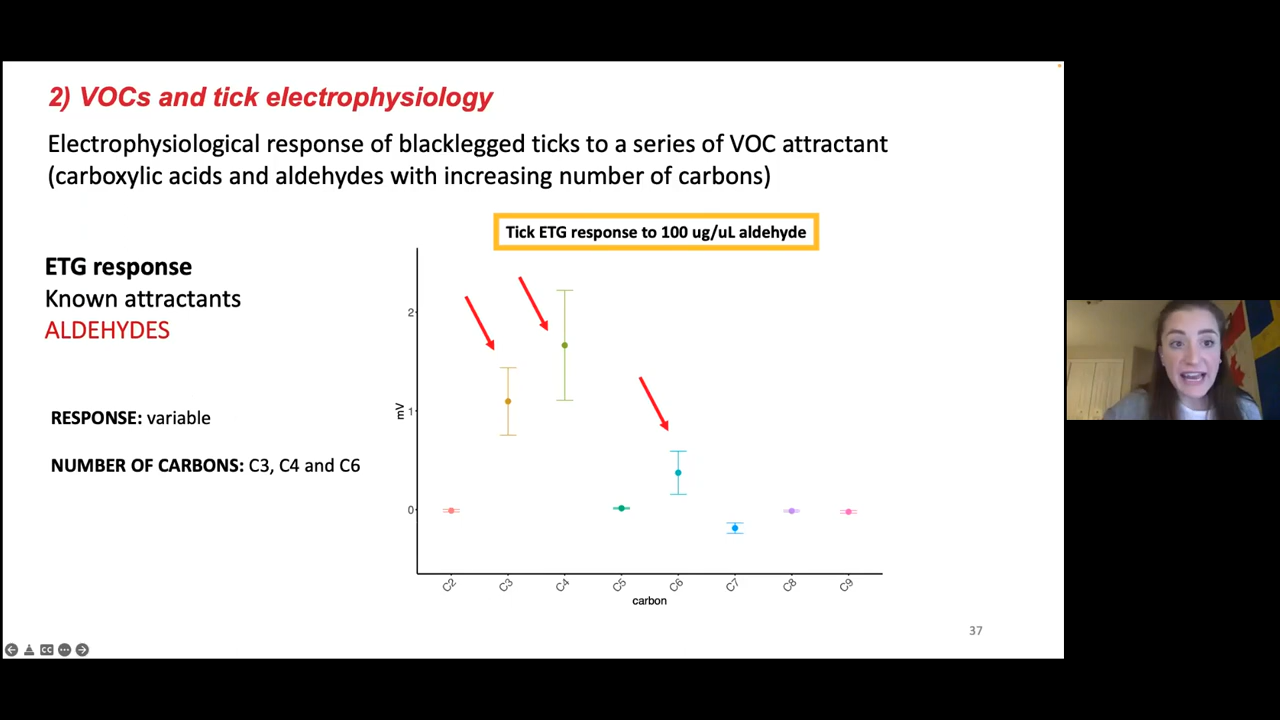 2) VOCs and tick electrophysiology
Electrophysiological response of blacklegged ticks to a series of VOC attractant
(carboxylic acids and aldehydes with increasing number of carbons)
Tick ETG response to 100 ug/uL aldehyde
ETG response
Known attractants
ALDEHYDES
RESPONSE: variable
NUMBER OF CARBONS: C3, C4 and C6
mV
2
1
0
C2 C3 C4 C5 C6 C7 C8 C9
carbon
37
CC